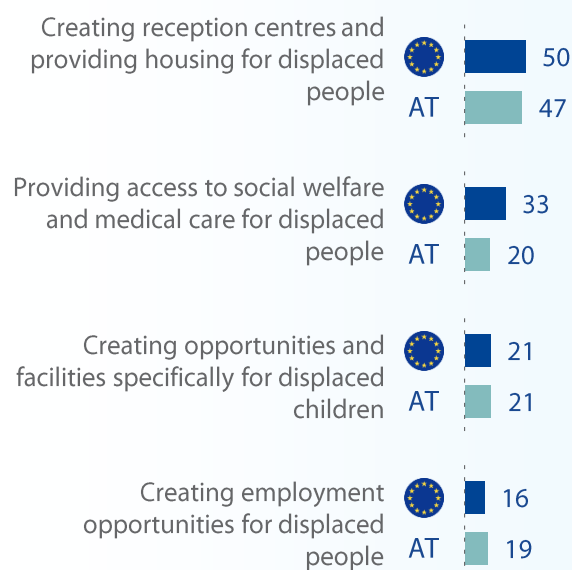 Creating reception centres and
providing housing for displaced
people
50
AT
47
Providing access to social welfare
and medical care for displaced
people
33
AT
20
Creating opportunities and
facilities specifically for displaced
children
21
AT
21
Creating employment
opportunities for displaced
people
16
AT
19